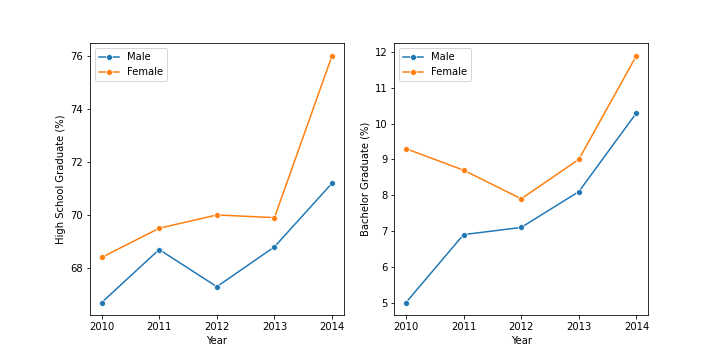 Male
Female
High School Graduate (%)
76
74
72
70
68
2010 2011 2012 2013 2014
Year
Male
Female
Bachelor Graduate (%)
12
11
10
9
8
7
6
5
2010 2011 2012 2013 2014
Year